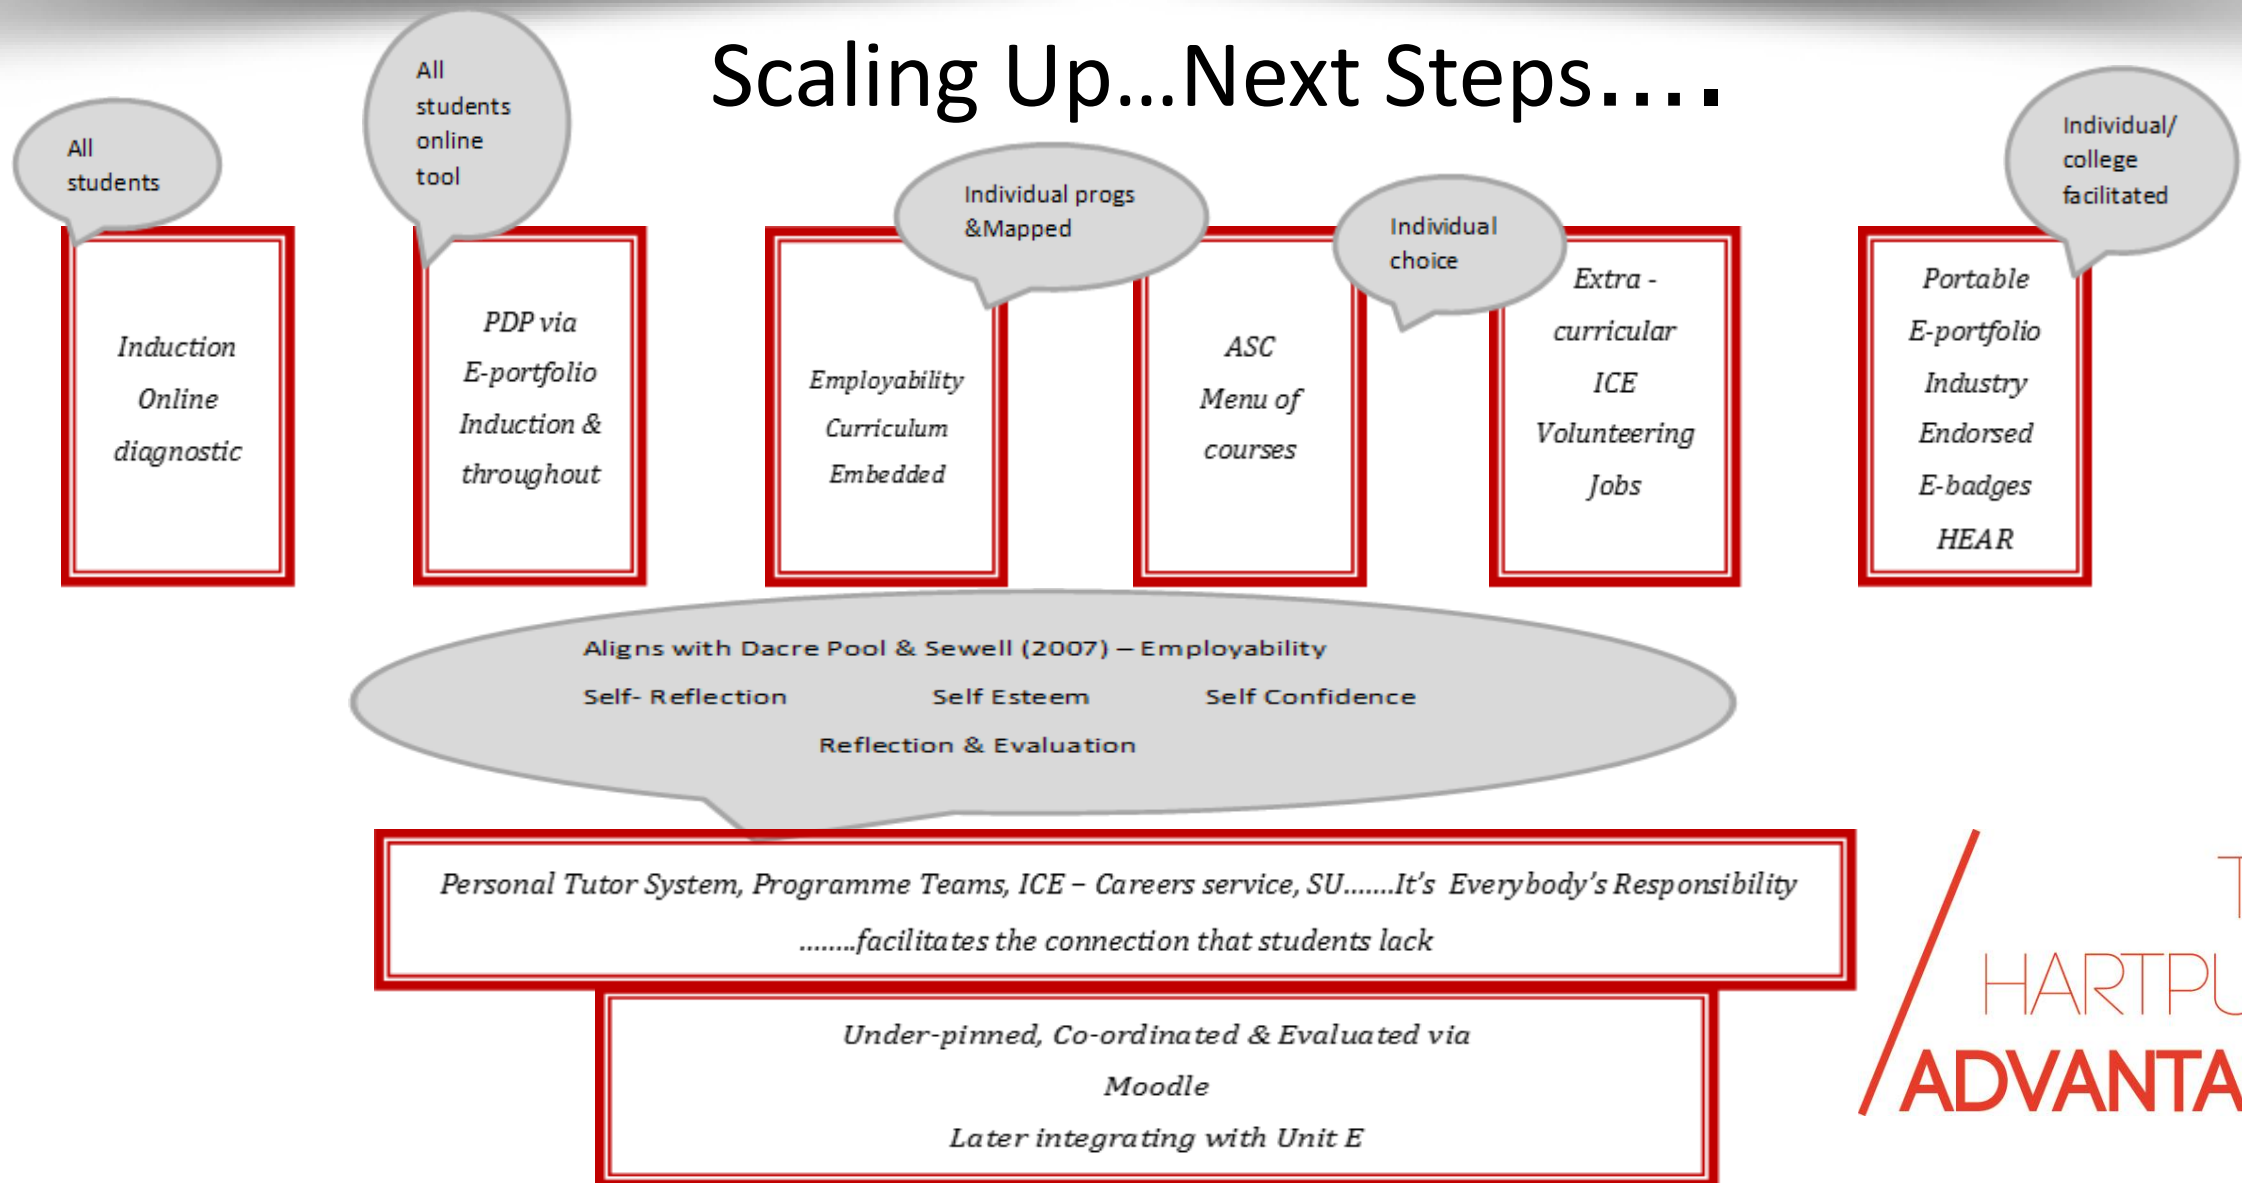 Scaling Up...Next Steps....
All
students
All
students
online
tool
Individual progs
&Mapped
Individual
choice
Individual/
college
facilitated
Induction
Online
diagnostic
PDP via
E-portfolio
Induction &
throughout
Employability
Curriculum
Embedded
ASC
Menu of
courses
Extra -
curricular
ICE
Volunteering
Jobs
Portable
E-portfolio
Industry
Endorsed
E-badges
HEAR
Aligns with Dacre Pool & Sewell (2007) – Employability
Self- Reflection Self Esteem Self Confidence
Reflection & Evaluation
Personal Tutor System, Programme Teams, ICE – Careers service, SU.......It's Everybody's Responsibility
........facilitates the connection that students lack
Under-pinned, Co-ordinated & Evaluated via
Moodle
Later integrating with Unit E
T
HARTPU
ADVANTA